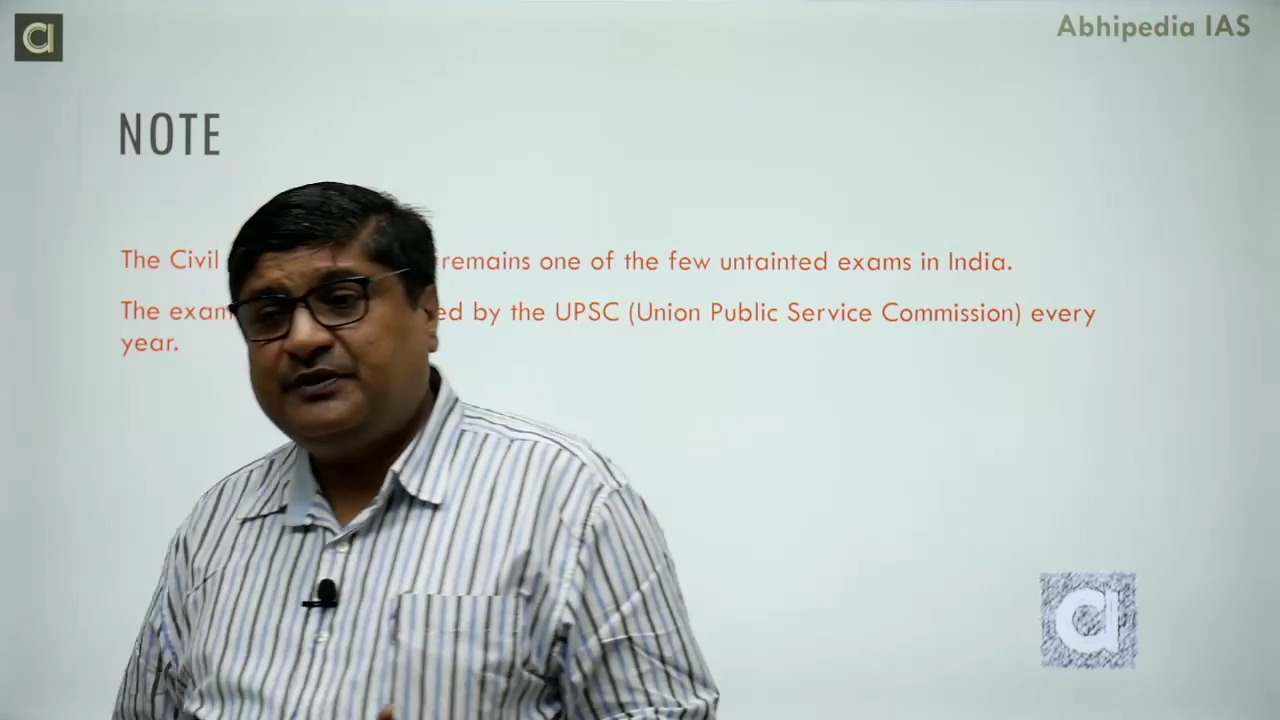 Abhipedia IAS
NOTE
The Civil remains one of the few untainted exams in India.
The exam ed by the UPSC (Union Public Service Commission) every
year.